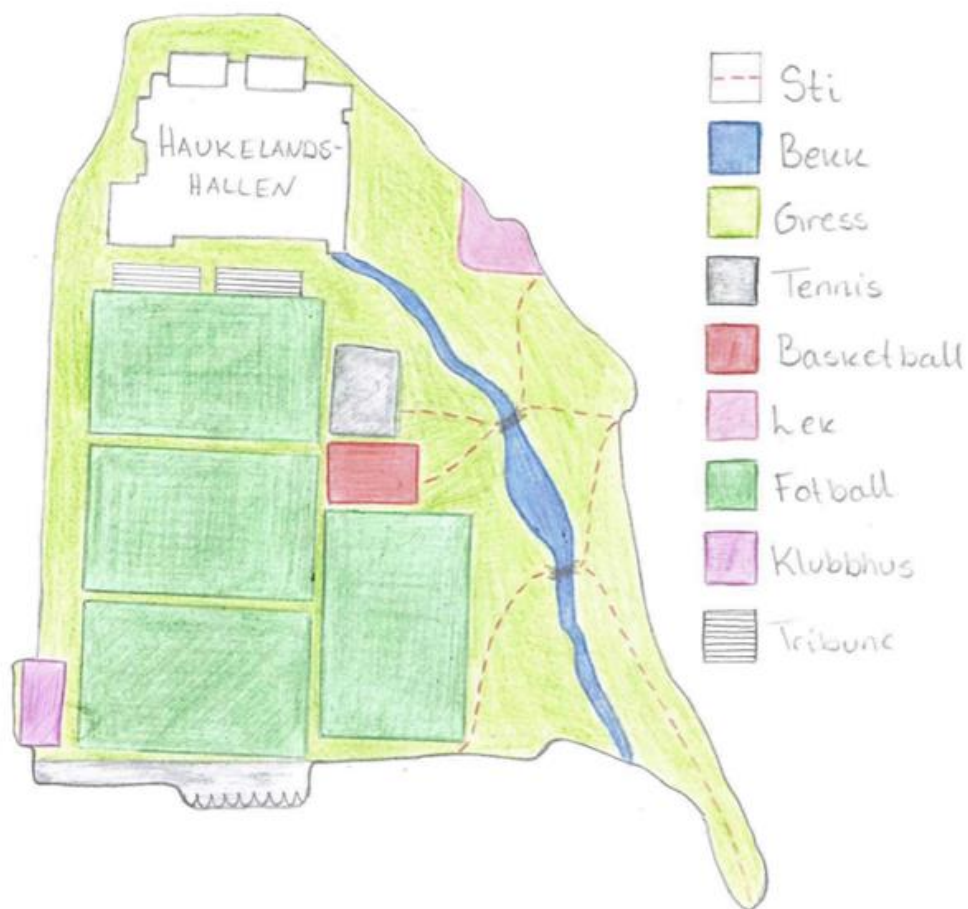 HAUKELANDS-
HALLEN
Sti
Bekk
Gress
Tennis
Basketball
Lek
Fotball
Klubbhus
Tribune